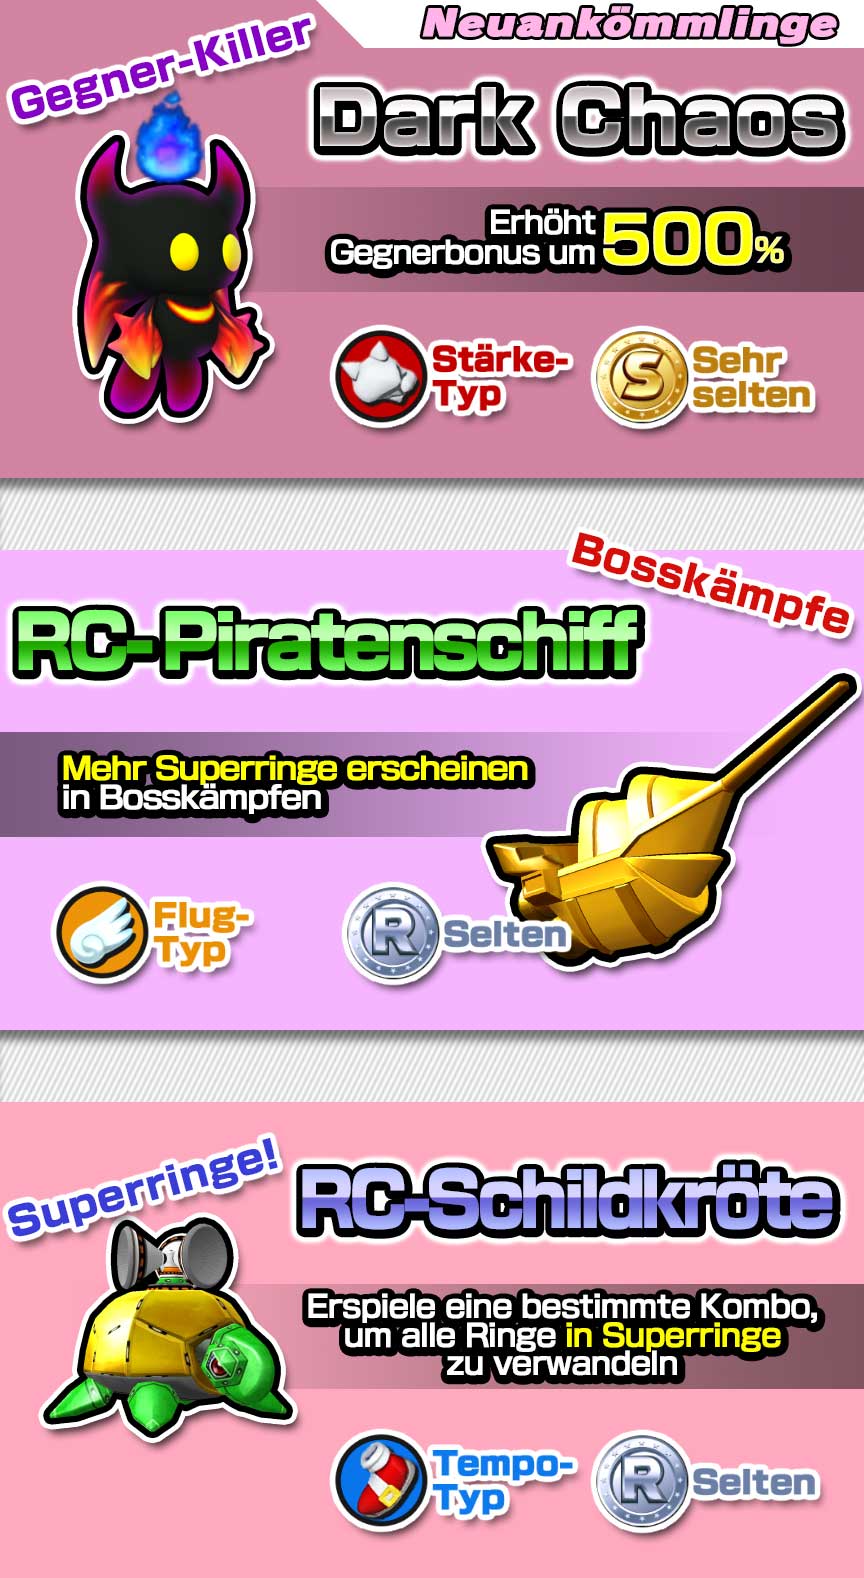 Neuankömmlinge
Gegner-Killer
Dark Chaos
Erhöht
Gegnerbonus um 500%
Stärke-
Typ
S
Sehr
selten
Bosskämpfe
RC-Piratenschiff
Mehr Superringe erscheinen
in Bosskämpfen
Flug-
Typ
R
Selten
Superringe!
RC-Schildkröte
Erspiele eine bestimmte Kombo,
um alle Ringe in Superringe
zu verwandeln
Tempo-
Typ
R
Selten